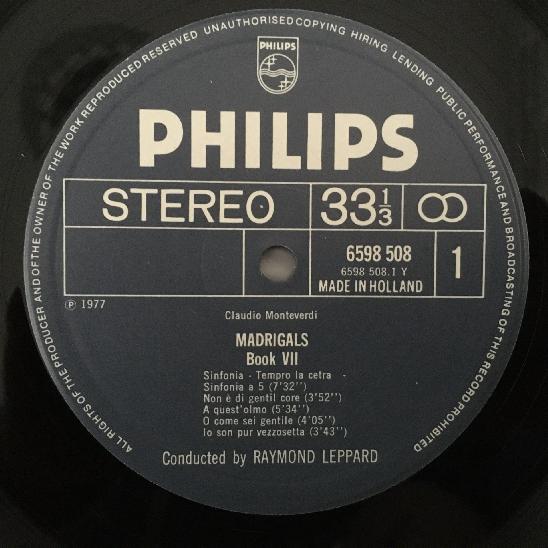 ALL RIGHTS OF THE PRODUCER AND OF THE OWNER OF THE WORK REPRODUCED RESERVED UNAUTHORISED COPYING HIRING LENDING PUBLIC PERFORMANCE AND BROADCASTING OF THIS RECORD PROHIBITED
PHILIPS
PHILIPS
STEREO 33 1/3
6598 508
6598 508.1 Y
MADE IN HOLLAND
1
℗ 1977
Claudio Monteverdi
MADRIGALS
Book VII
Sinfonia - Tempro la cetra -
Sinfonia a 5 (7'32'')
Non è di gentil core (3'52'')
A quest'olmo (5'34'')
O come sei gentile (4'05'')
Io son pur vezzosetta (3'43'')
Conducted by RAYMOND LEPPARD